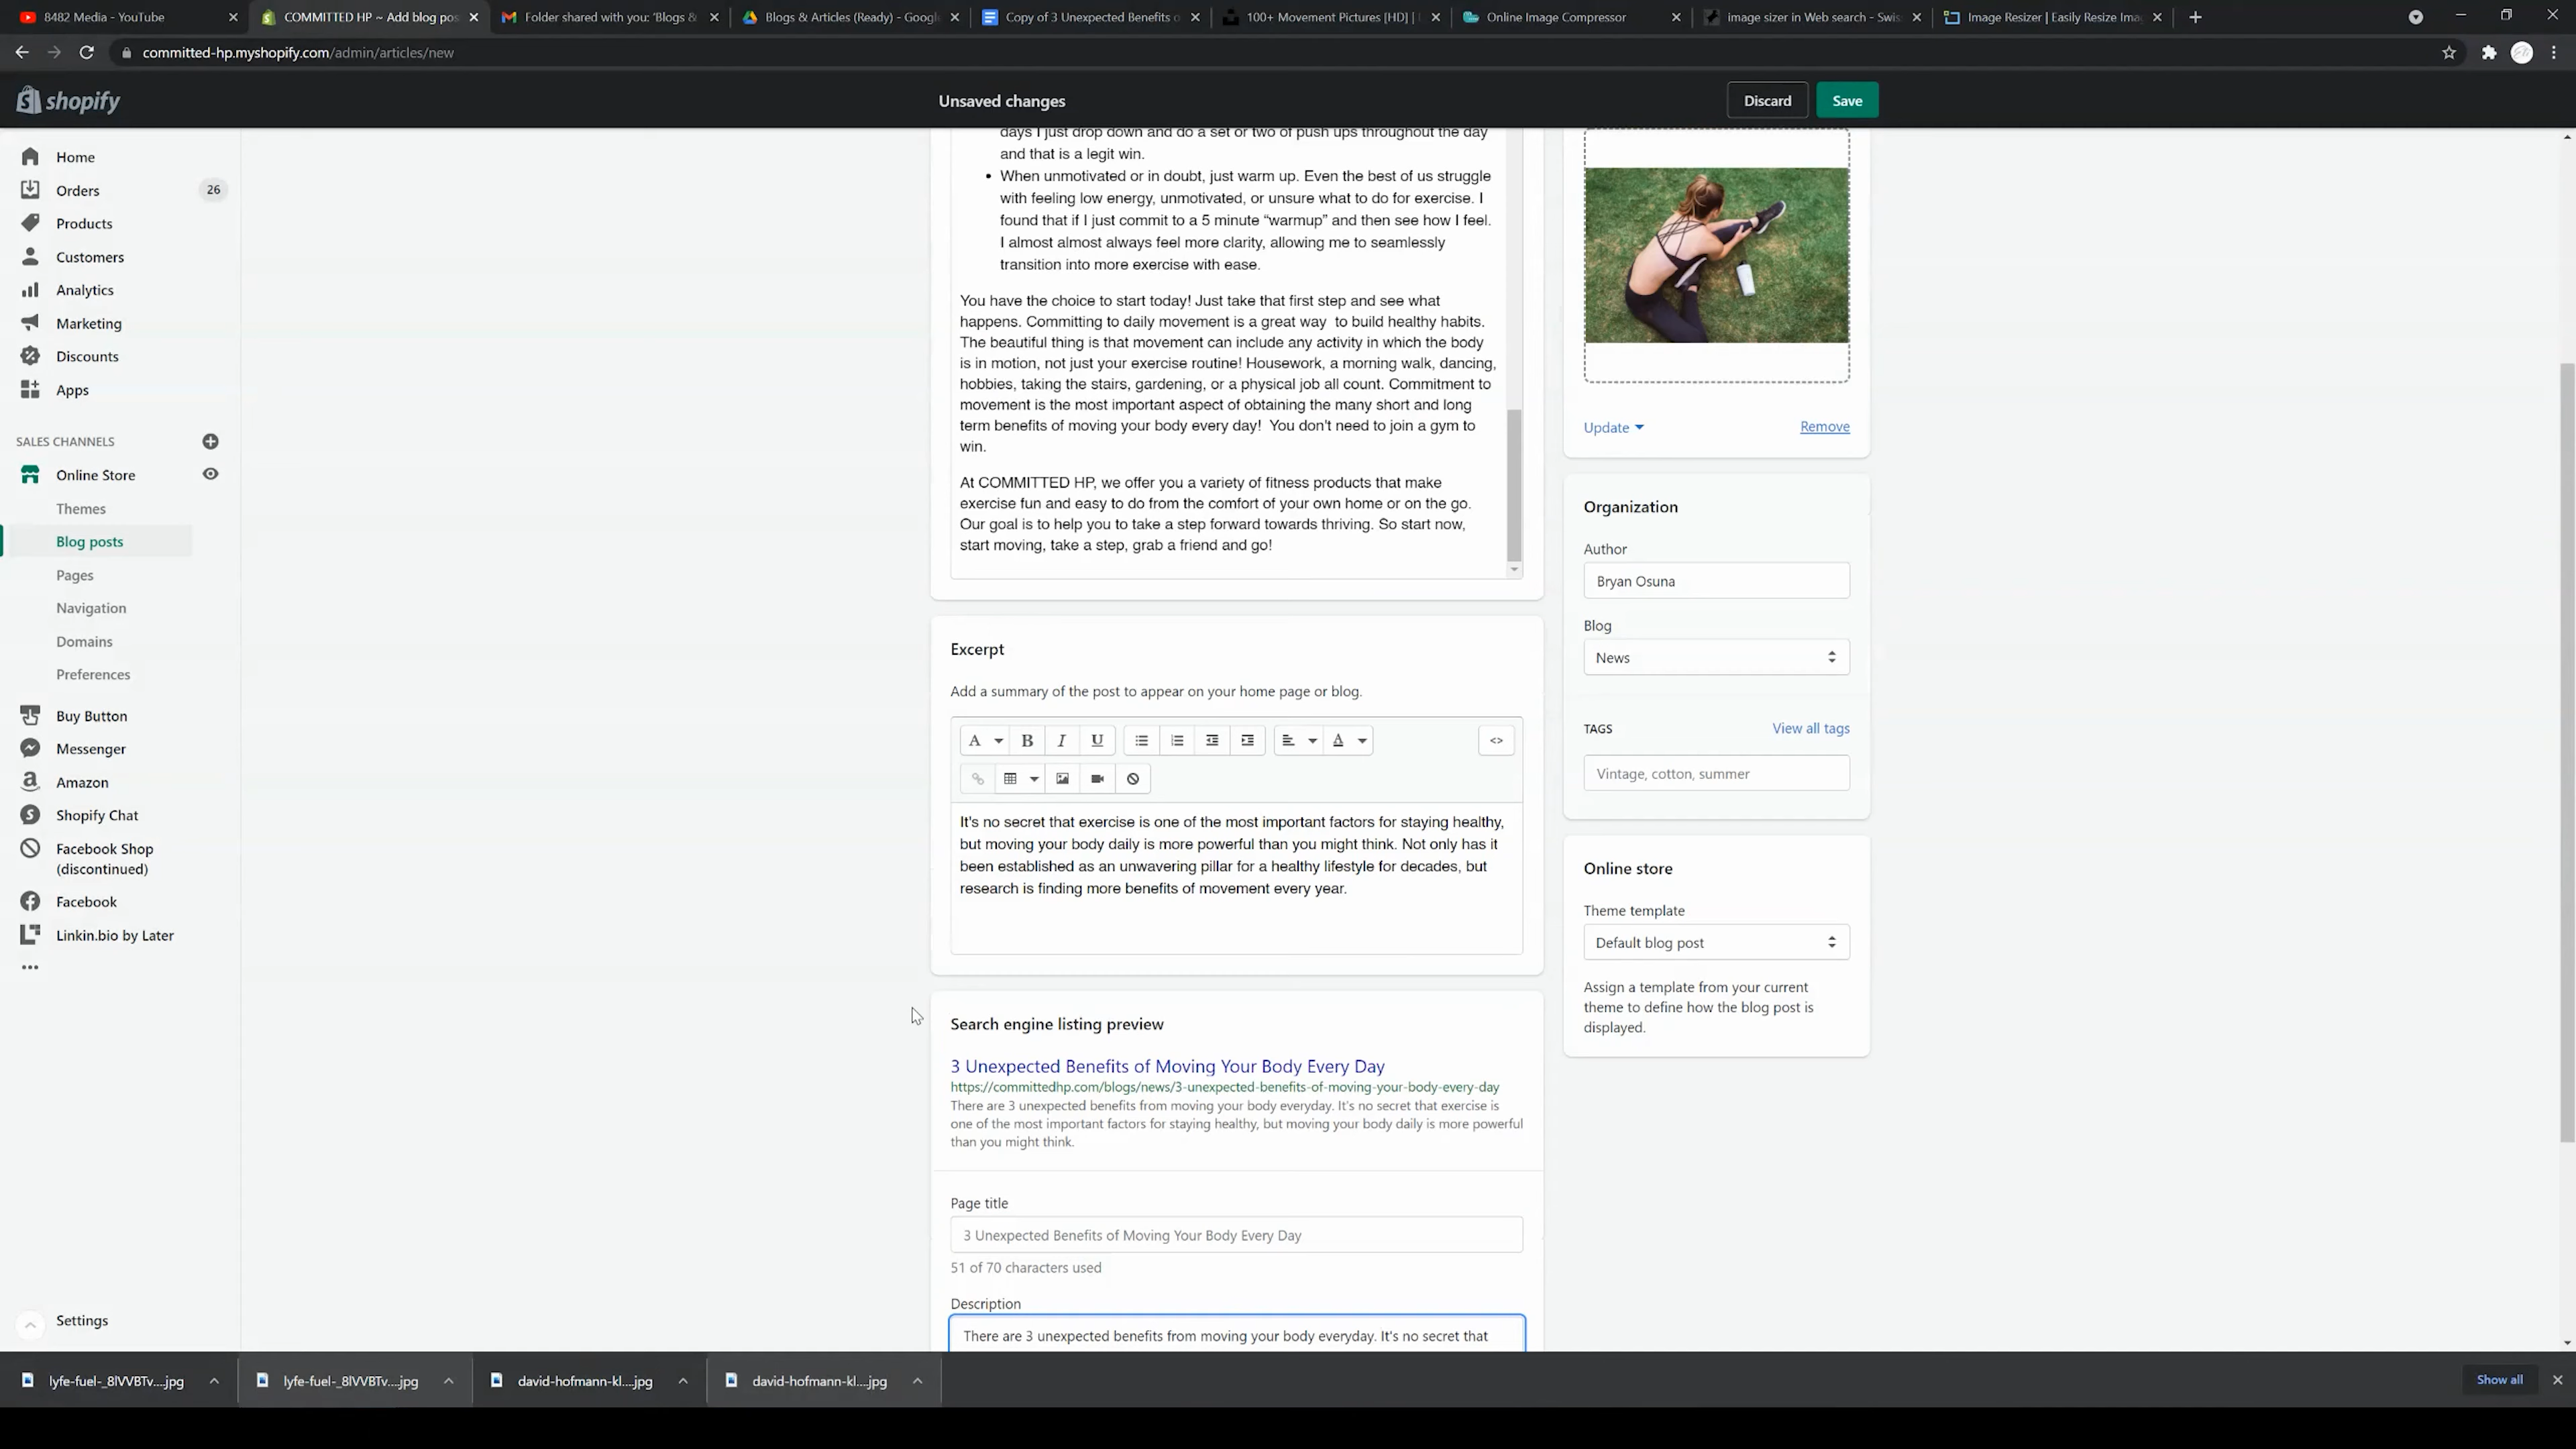 8482 Media - YouTube
COMMITTED HP ~ Add blog pos
Folder shared with you: 'Blogs &
Blogs & Articles (Ready) - Googl
Copy of 3 Unexpected Benefits o
100+ Movement Pictures [HD] |
Online Image Compressor
image sizer in Web search - Swis
Image Resizer | Easily Resize Ima
committed-hp.myshopify.com/admin/articles/new
shopify
Unsaved changes
Discard
Save
Home
Orders
26
Products
Customers
Analytics
Marketing
Discounts
Apps
SALES CHANNELS
Online Store
Themes
Blog posts
Pages
Navigation
Domains
Preferences
Buy Button
Messenger
Amazon
Shopify Chat
Facebook Shop
(discontinued)
Facebook
Linkin.bio by Later
Settings
days I just drop down and do a set or two of push ups throughout the day
and that is a legit win.
• When unmotivated or in doubt, just warm up. Even the best of us struggle
with feeling low energy, unmotivated, or unsure what to do for exercise. I
found that if I just commit to a 5 minute “warmup” and then see how I feel.
I almost almost always feel more clarity, allowing me to seamlessly
transition into more exercise with ease.
You have the choice to start today! Just take that first step and see what
happens. Committing to daily movement is a great way to build healthy habits.
The beautiful thing is that movement can include any activity in which the body
is in motion, not just your exercise routine! Housework, a morning walk, dancing,
hobbies, taking the stairs, gardening, or a physical job all count. Commitment to
movement is the most important aspect of obtaining the many short and long
term benefits of moving your body every day! You don't need to join a gym to
win.
At COMMITTED HP, we offer you a variety of fitness products that make
exercise fun and easy to do from the comfort of your own home or on the go.
Our goal is to help you to take a step forward towards thriving. So start now,
start moving, take a step, grab a friend and go!
Excerpt
Add a summary of the post to appear on your home page or blog.
A B I U A <>
It's no secret that exercise is one of the most important factors for staying healthy,
but moving your body daily is more powerful than you might think. Not only has it
been established as an unwavering pillar for a healthy lifestyle for decades, but
research is finding more benefits of movement every year.
Search engine listing preview
3 Unexpected Benefits of Moving Your Body Every Day
https://committedhp.com/blogs/news/3-unexpected-benefits-of-moving-your-body-every-day
There are 3 unexpected benefits from moving your body everyday. It's no secret that exercise is
one of the most important factors for staying healthy, but moving your body daily is more powerful
than you might think.
Page title
3 Unexpected Benefits of Moving Your Body Every Day
51 of 70 characters used
Description
There are 3 unexpected benefits from moving your body everyday. It's no secret that
Update
Remove
Organization
Author
Bryan Osuna
Blog
News
TAGS
View all tags
Vintage, cotton, summer
Online store
Theme template
Default blog post
Assign a template from your current
theme to define how the blog post is
displayed.
lyfe-fuel-_8lVVBTv....jpg
lyfe-fuel-_8lVVBTv....jpg
david-hofmann-kl....jpg
david-hofmann-kl....jpg
Show all